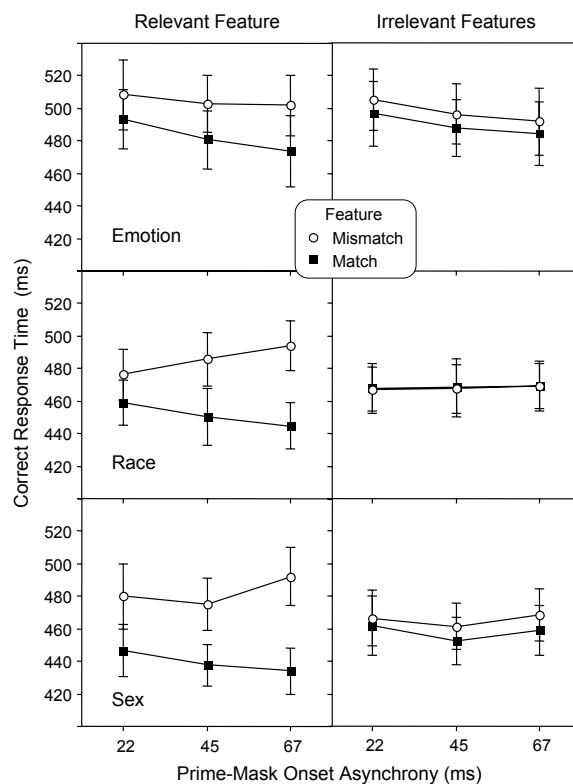 Relevant Feature
Irrelevant Features
520
500
480
460
440
420
Emotion
Feature
Mismatch
Match
Correct Response Time (ms)
520
500
480
460
440
420
Race
520
500
480
460
440
420
Sex
22
45
67
22
45
67
Prime-Mask Onset Asynchrony (ms)